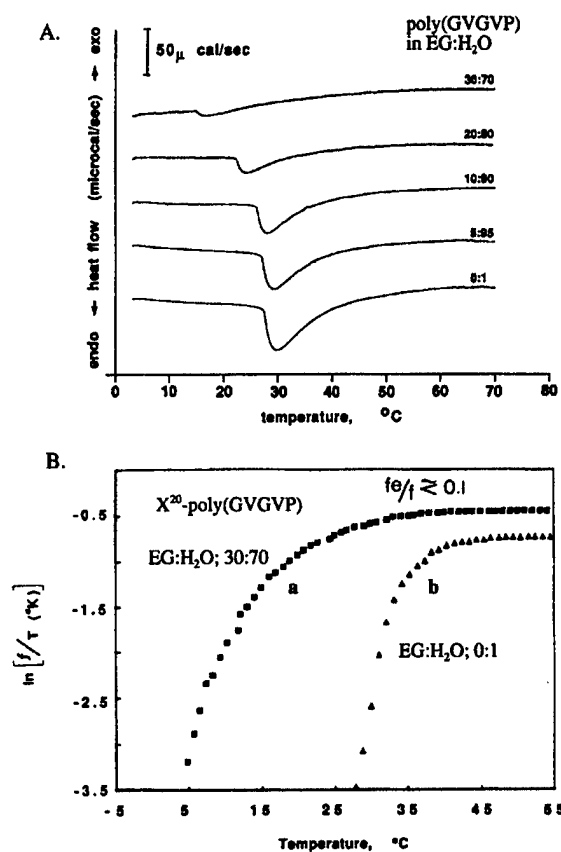 A.
50μ cal/sec
poly(GVGVP)
in EG:H₂O
endo ← heat flow (microcal/sec) → exo
30:70
20:80
10:90
5:95
0:1
0 10 20 30 40 50 60 70 80
temperature, °C
B.
X²⁰-poly(GVGVP)
fe/f ≷ 0.1
EG:H₂O; 30:70
a
b
EG:H₂O; 0:1
ln [f/T (°K)]
-0.5
-1.5
-2.5
-3.5
-5 5 15 25 35 45 55
Temperature, °C